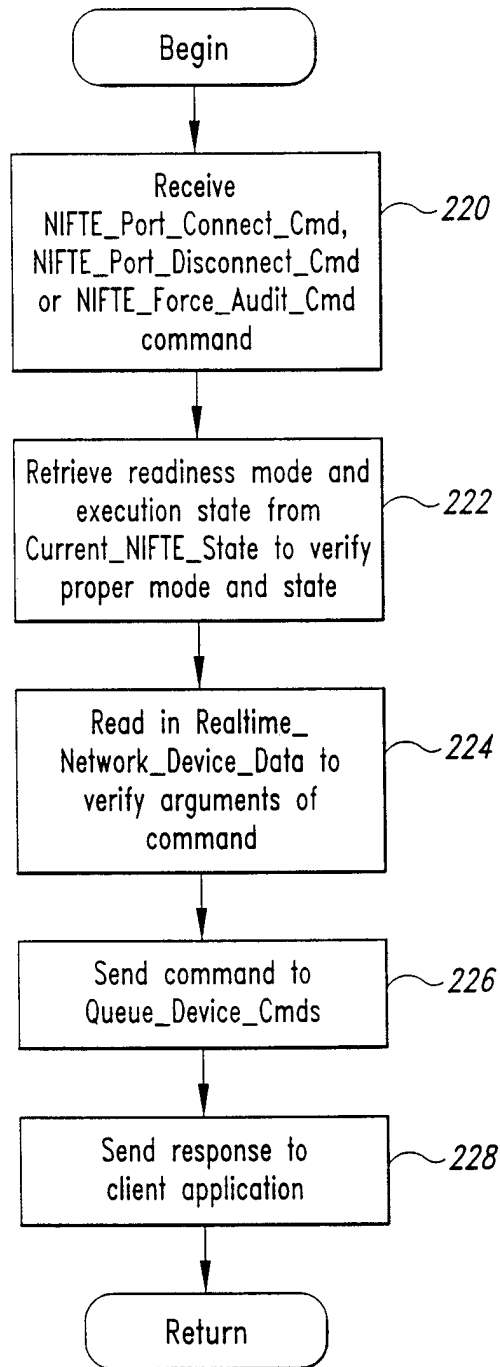 Begin
Receive
NIFTE_Port_Connect_Cmd,
NIFTE_Port_Disconnect_Cmd
or NIFTE_Force_Audit_Cmd
command
220
Retrieve readiness mode and
execution state from
Current_NIFTE_State to verify
proper mode and state
222
Read in Realtime_
Network_Device_Data to
verify arguments of
command
224
Send command to
Queue_Device_Cmds
226
Send response to
client application
228
Return